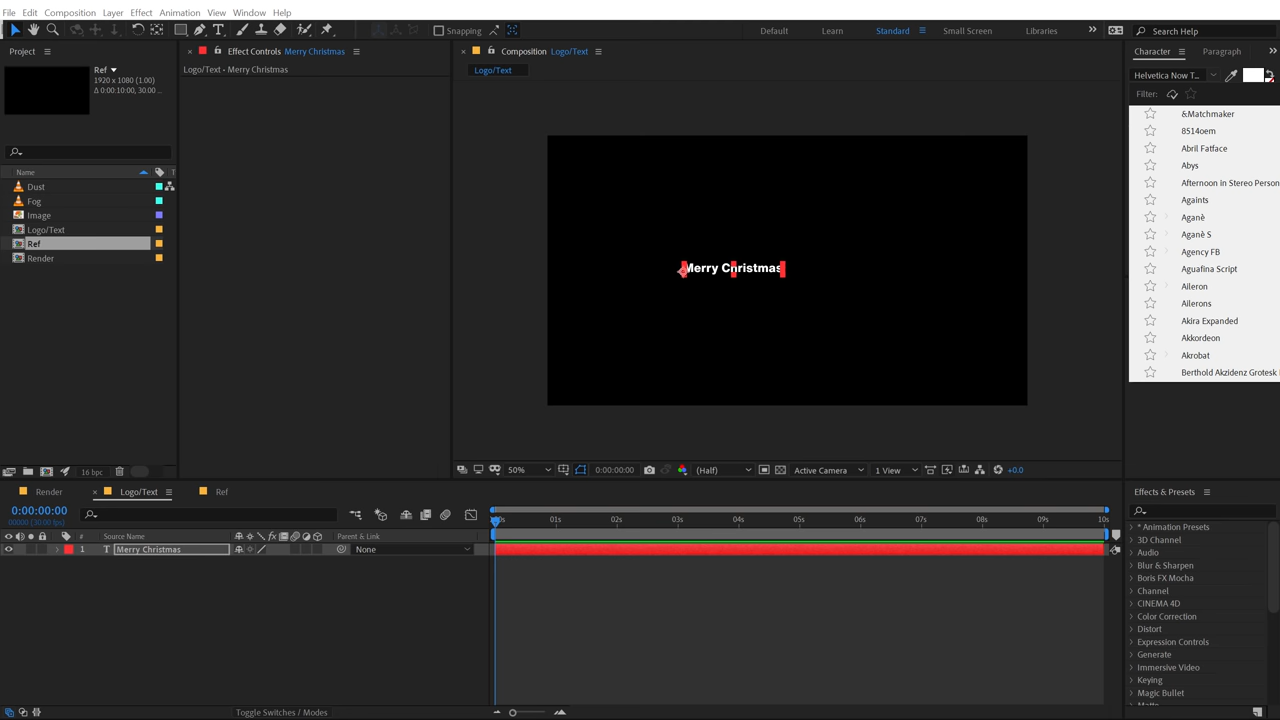 File Edit Composition Layer Effect Animation View Window Help
Snapping
Default Learn Standard Small Screen Libraries
Search Help
Project
Effect Controls Merry Christmas
Composition Logo/Text
Character Paragraph
Logo/Text • Merry Christmas
Logo/Text
Ref
1920 x 1080 (1.00)
Δ 0:00:10:00, 30.00 ...
Helvetica Now T...
Filter:
&Matchmaker
8514oem
Abril Fatface
Abys
Afternoon in Stereo Person
Againts
Aganè
Aganè S
Agency FB
Aguafina Script
Aileron
Ailerons
Akira Expanded
Akkordeon
Akrobat
Berthold Akzidenz Grotesk
Name T
Dust
Fog
Image
Logo/Text
Ref
Render
Merry Christmas
16 bpc
50% 0:00:00:00 (Half) Active Camera 1 View +0.0
Render Logo/Text Ref
0:00:00:00
00000 (30.00 fps)
:00s 01s 02s 03s 04s 05s 06s 07s 08s 09s 10s
# Source Name Parent & Link
1 T Merry Christmas None
Effects & Presets
* Animation Presets
3D Channel
Audio
Blur & Sharpen
Boris FX Mocha
Channel
CINEMA 4D
Color Correction
Distort
Expression Controls
Generate
Immersive Video
Keying
Magic Bullet
Toggle Switches / Modes